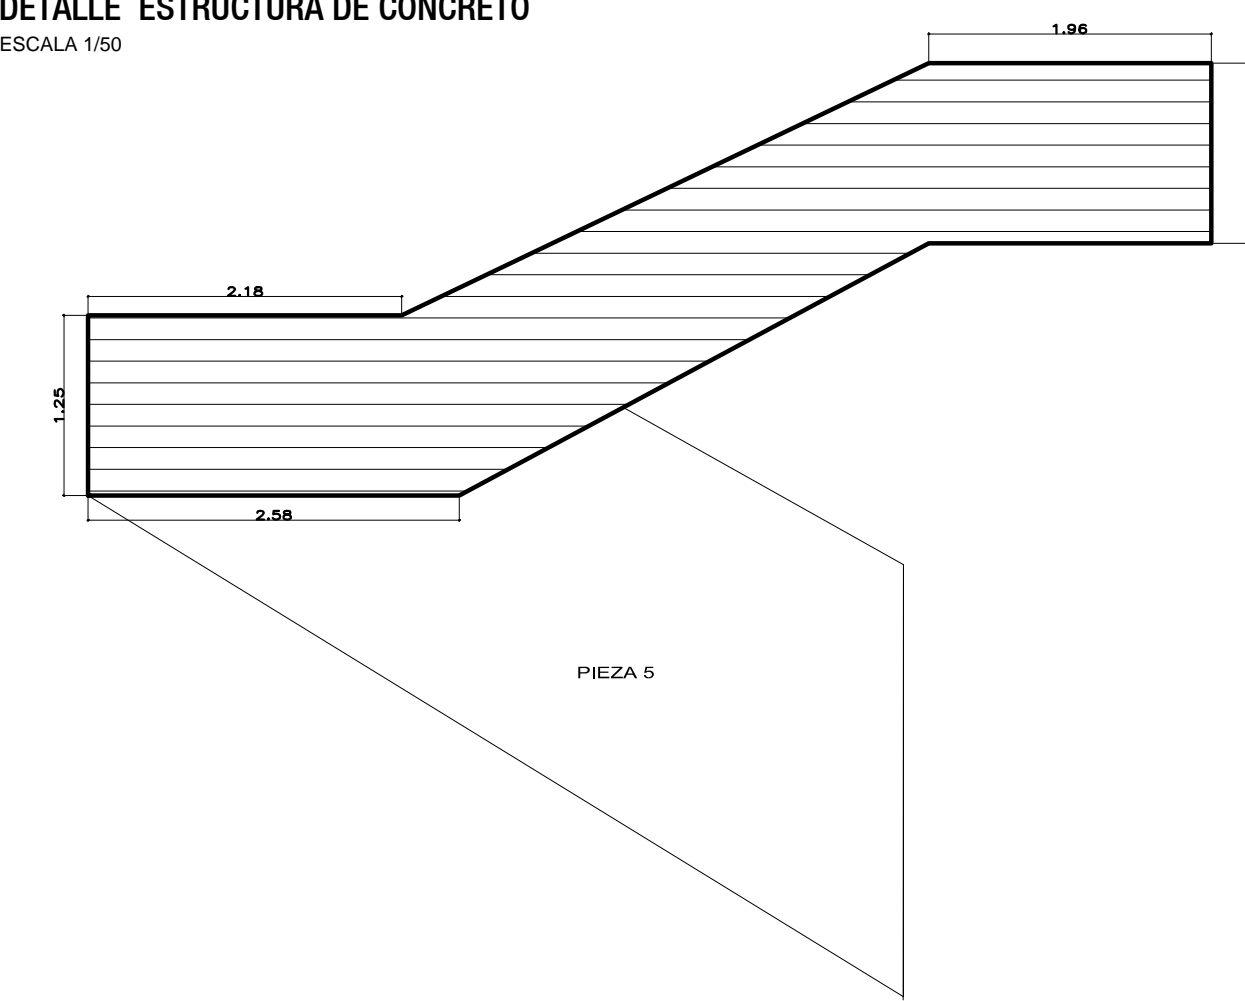 DETALLE ESTRUCTURA DE CONCRETO
ESCALA 1/50
1.96
2.18
1.25
2.58
PIEZA 5